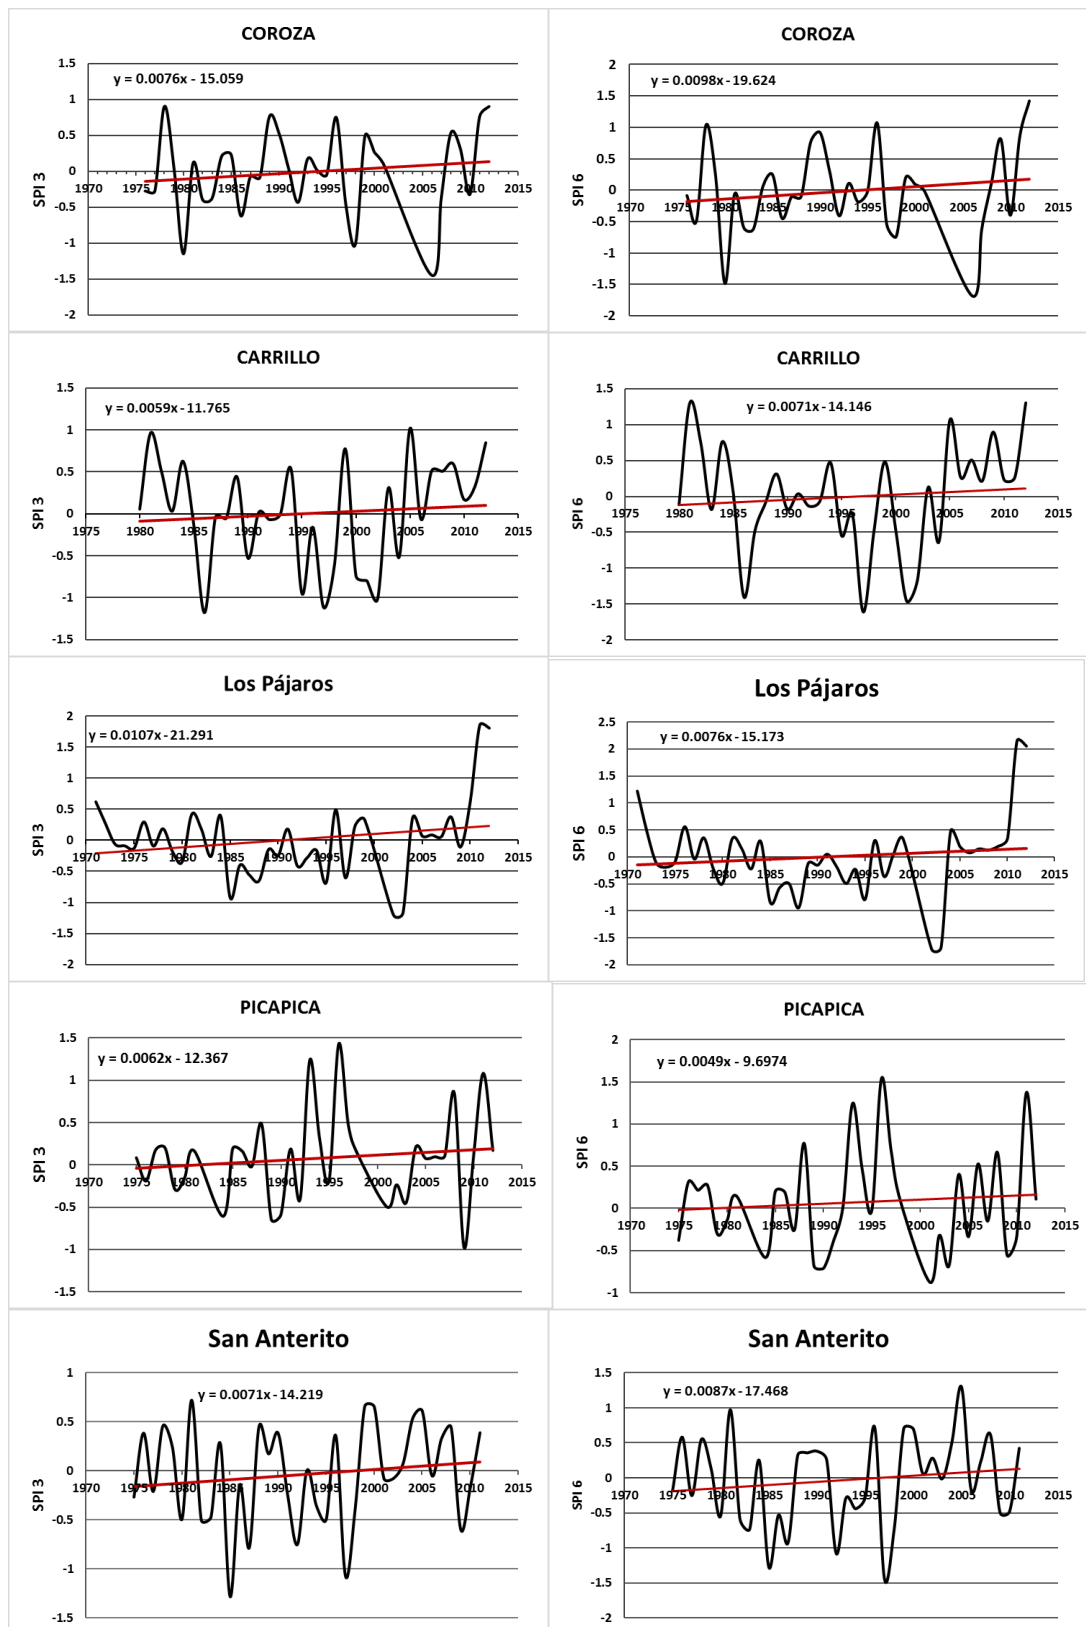 COROZA
y = 0.0076x - 15.059
SPI 3
1.5
1
0.5
0
-0.5
-1
-1.5
-2
1970 1975 1980 1985 1990 1995 2000 2005 2010 2015
COROZA
y = 0.0098x - 19.624
SPI 6
2
1.5
1
0.5
0
-0.5
-1
-1.5
-2
1970 1975 1980 1985 1990 1995 2000 2005 2010 2015
CARRILLO
y = 0.0059x - 11.765
SPI 3
1.5
1
0.5
0
-0.5
-1
-1.5
1975 1980 1985 1990 1995 2000 2005 2010 2015
CARRILLO
y = 0.0071x - 14.146
SPI 6
1.5
1
0.5
0
-0.5
-1
-1.5
-2
1975 1980 1985 1990 1995 2000 2005 2010 2015
Los Pájaros
y = 0.0107x - 21.291
SPI 3
2
1.5
1
0.5
0
-0.5
-1
-1.5
-2
1970 1975 1980 1985 1990 1995 2000 2005 2010 2015
Los Pájaros
y = 0.0076x - 15.173
SPI 6
2.5
2
1.5
1
0.5
0
-0.5
-1
-1.5
-2
1970 1975 1980 1985 1990 1995 2000 2005 2010 2015
PICAPICA
y = 0.0062x - 12.367
SPI 3
1.5
1
0.5
0
-0.5
-1
-1.5
1970 1975 1980 1985 1990 1995 2000 2005 2010 2015
PICAPICA
y = 0.0049x - 9.6974
SPI 6
2
1.5
1
0.5
0
-0.5
-1
1970 1975 1980 1985 1990 1995 2000 2005 2010 2015
San Anterito
y = 0.0071x - 14.219
SPI 3
1
0.5
0
-0.5
-1
-1.5
1970 1975 1980 1985 1990 1995 2000 2005 2010 2015
San Anterito
y = 0.0087x - 17.468
SPI 6
1.5
1
0.5
0
-0.5
-1
-1.5
-2
1970 1975 1980 1985 1990 1995 2000 2005 2010 2015